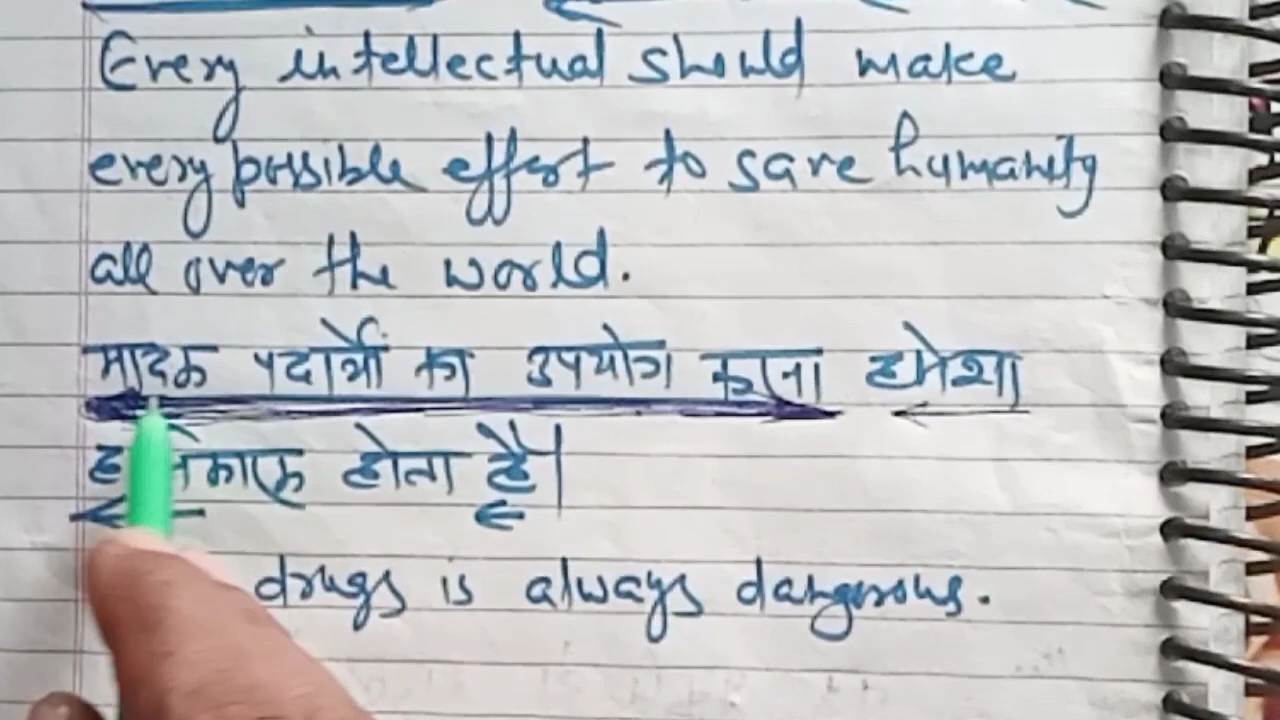 Every intellectual should make
every possible effort to save humanity
all over the world.
मादक पदार्थों का उपयोग करना हमेशा
होता है।
drugs is always dangerous.